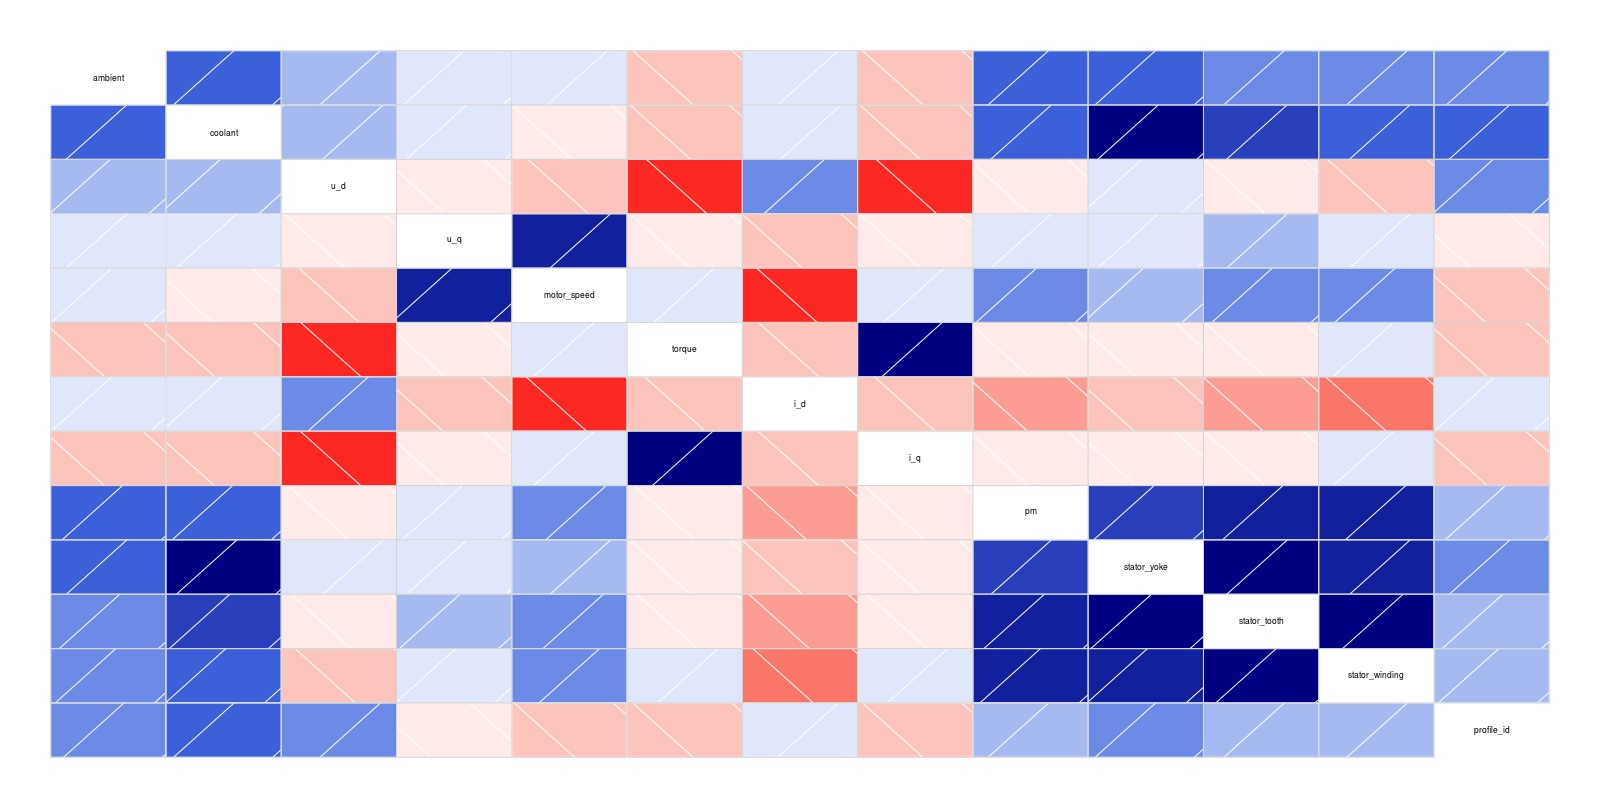 ambient
coolant
u_d
u_q
motor_speed
torque
i_d
i_q
pm
stator_yoke
stator_tooth
stator_winding
profile_id